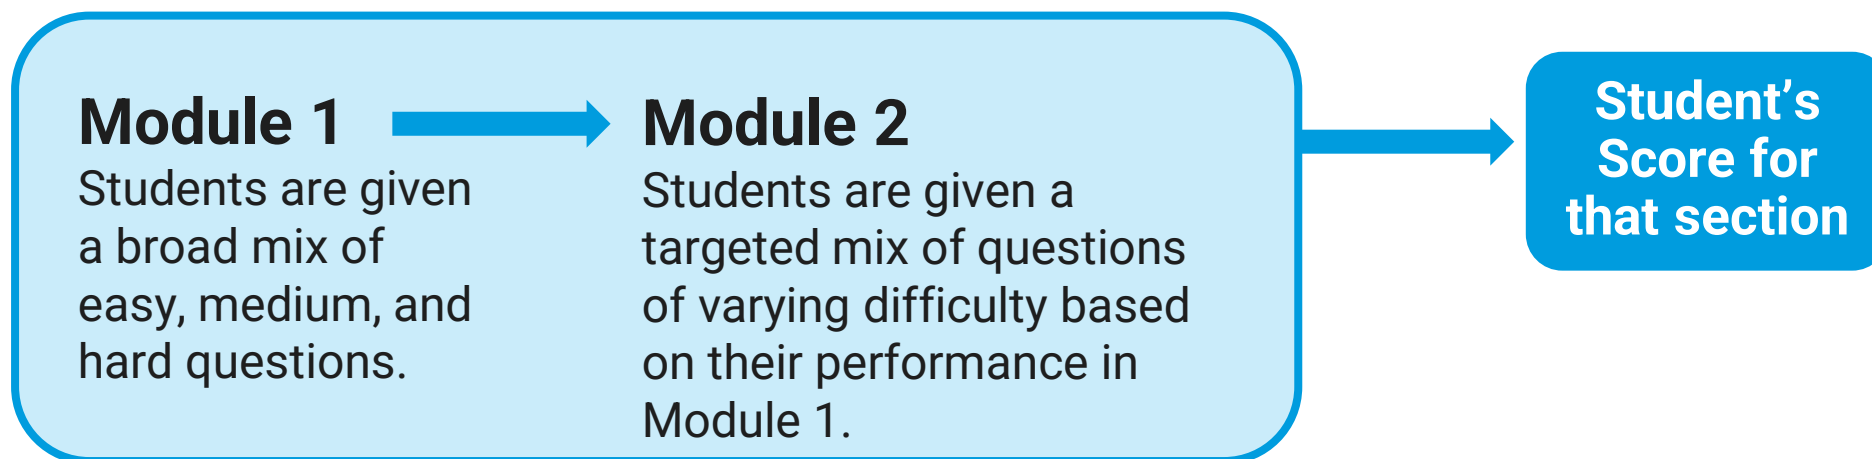 Module 1
Students are given
a broad mix of
easy, medium, and
hard questions.
Module 2
Students are given a
targeted mix of questions
of varying difficulty based
on their performance in
Module 1.
Student’s
Score for
that section